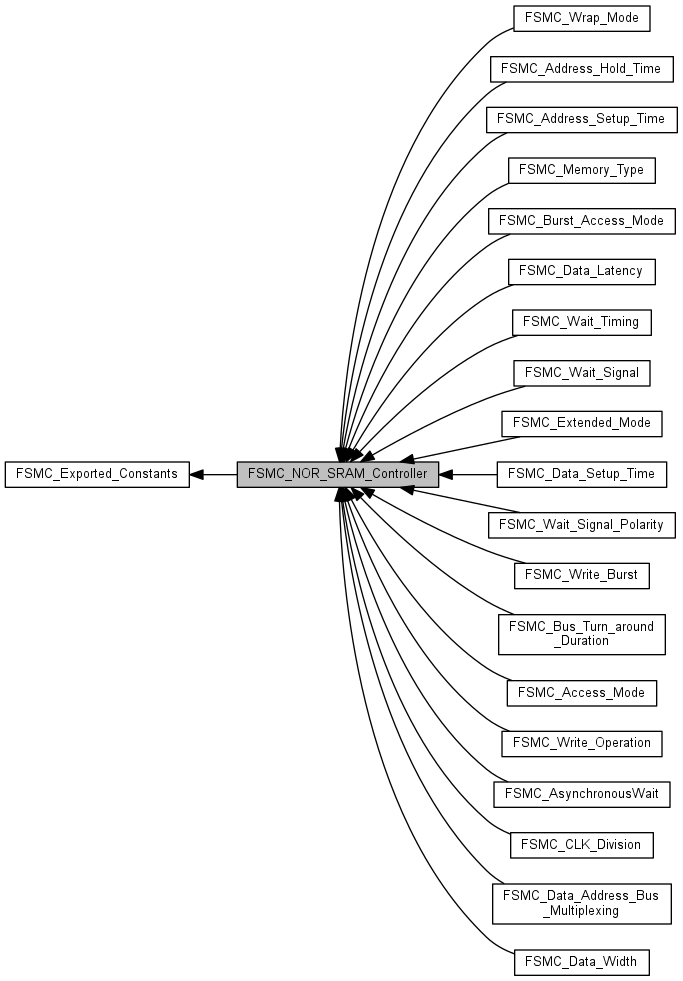 FSMC_Wrap_Mode
FSMC_Address_Hold_Time
FSMC_Address_Setup_Time
FSMC_Memory_Type
FSMC_Burst_Access_Mode
FSMC_Data_Latency
FSMC_Wait_Timing
FSMC_Wait_Signal
FSMC_Extended_Mode
FSMC_Exported_Constants
FSMC_NOR_SRAM_Controller
FSMC_Data_Setup_Time
FSMC_Wait_Signal_Polarity
FSMC_Write_Burst
FSMC_Bus_Turn_around
_Duration
FSMC_Access_Mode
FSMC_Write_Operation
FSMC_AsynchronousWait
FSMC_CLK_Division
FSMC_Data_Address_Bus
_Multiplexing
FSMC_Data_Width